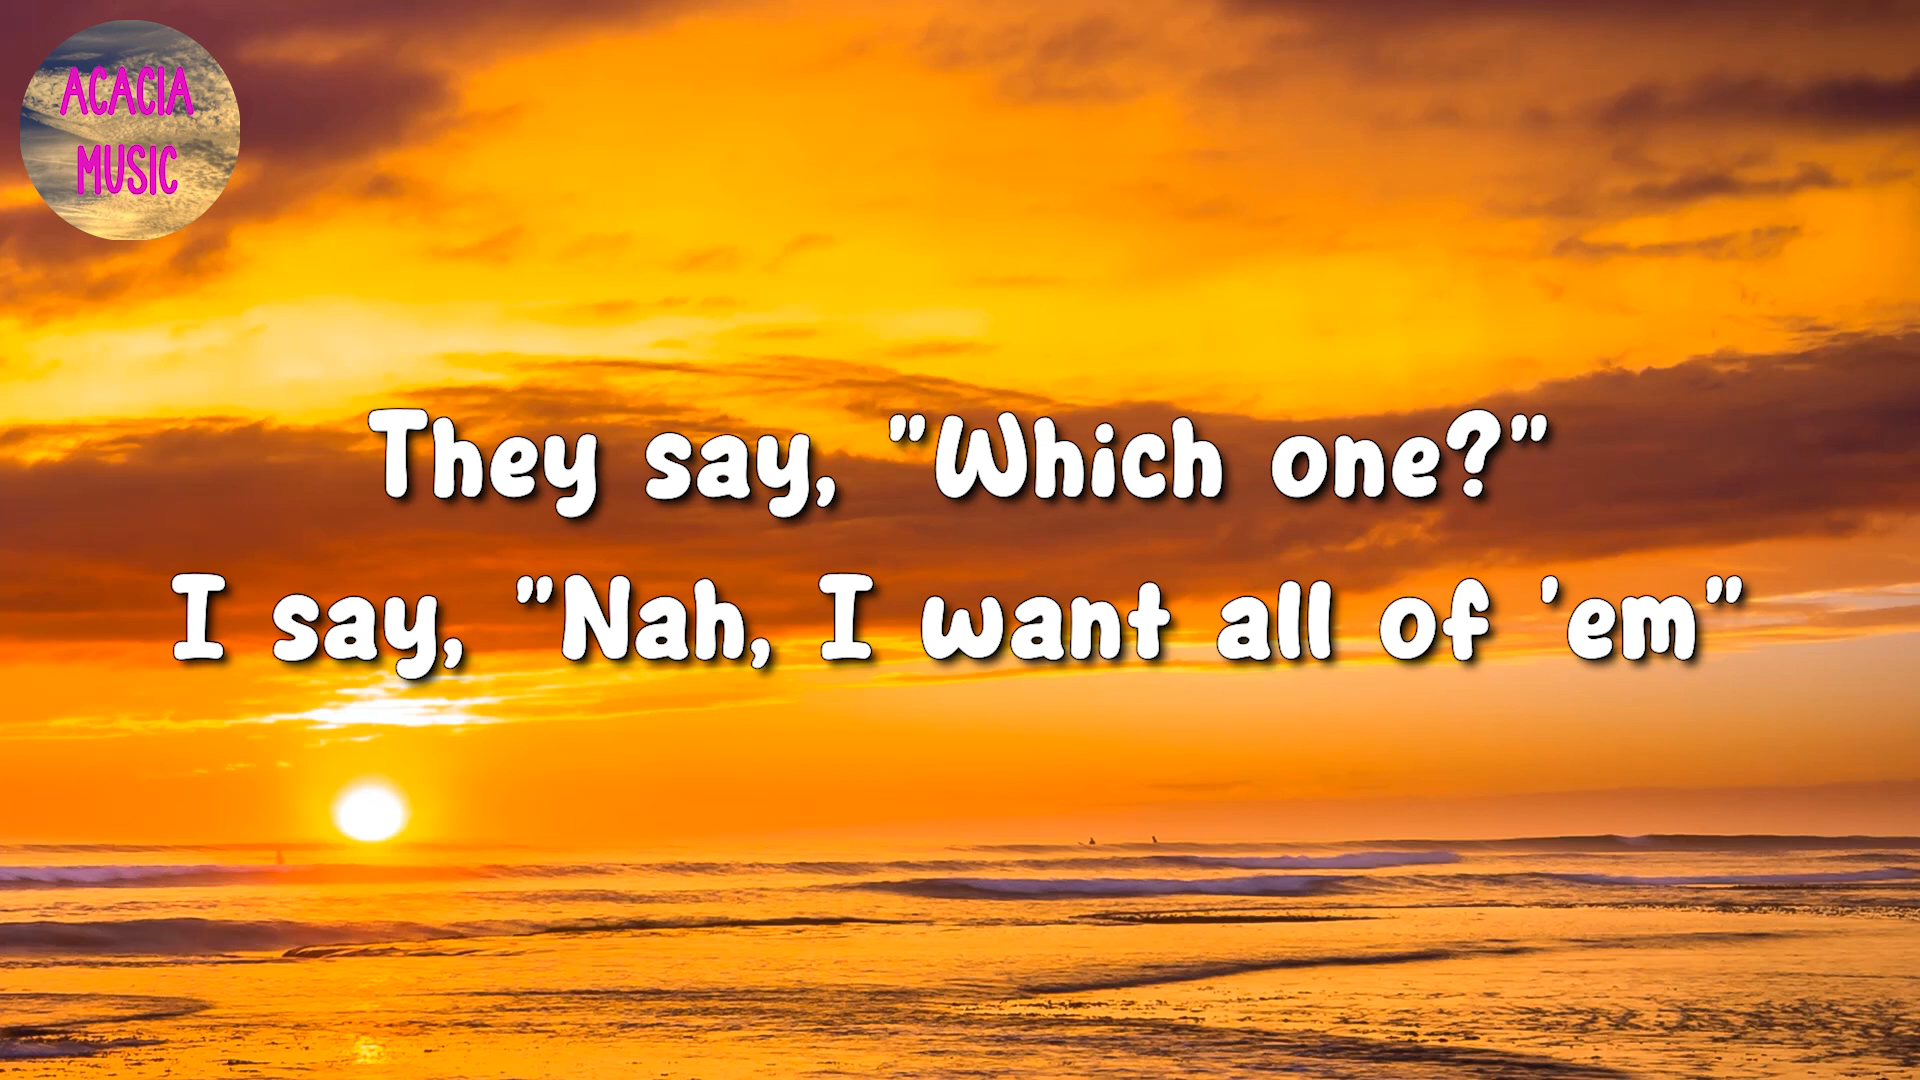 ACACIA
MUSIC
They say, "Which one?"
I say, "Nah, I want all of 'em"